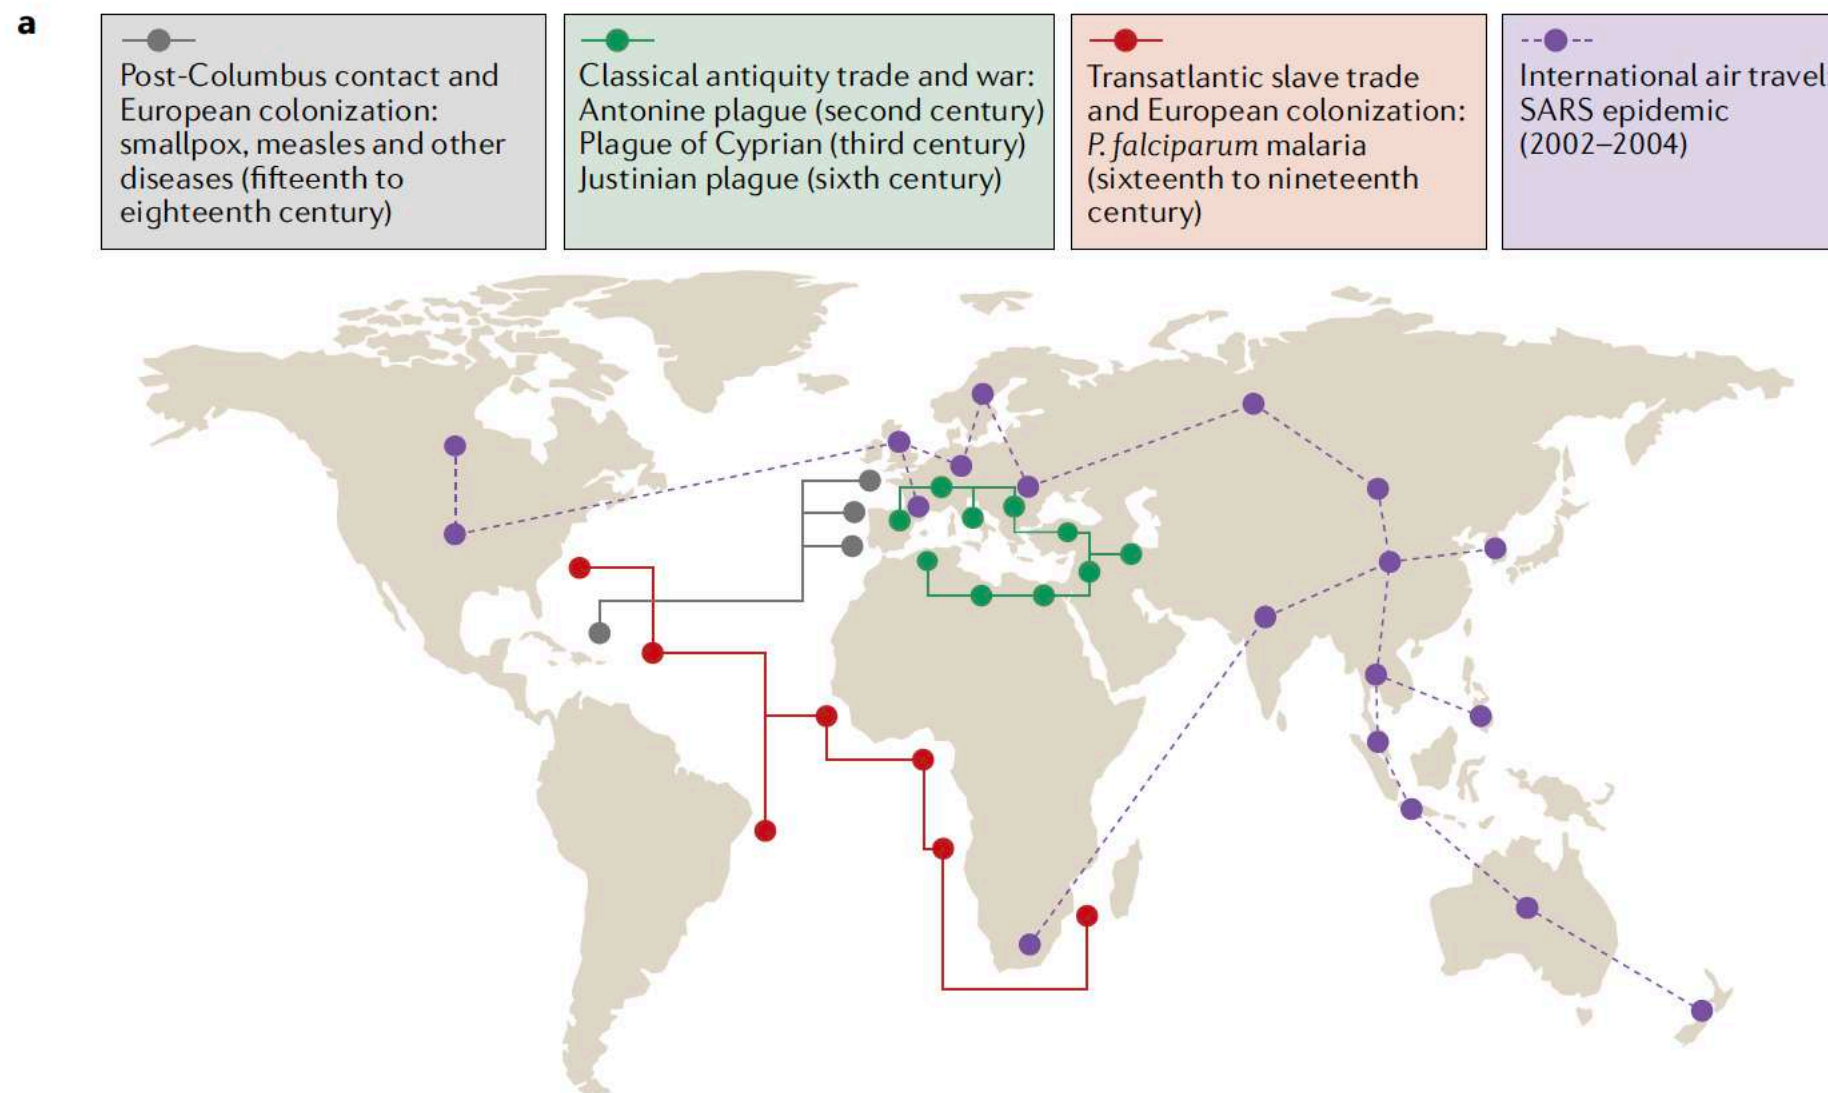 a
Post-Columbus contact and
European colonization:
smallpox, measles and other
diseases (fifteenth to
eighteenth century)
Classical antiquity trade and war:
Antonine plague (second century)
Plague of Cyprian (third century)
Justinian plague (sixth century)
Transatlantic slave trade
and European colonization:
P. falciparum malaria
(sixteenth to nineteenth
century)
International air travel
SARS epidemic
(2002–2004)